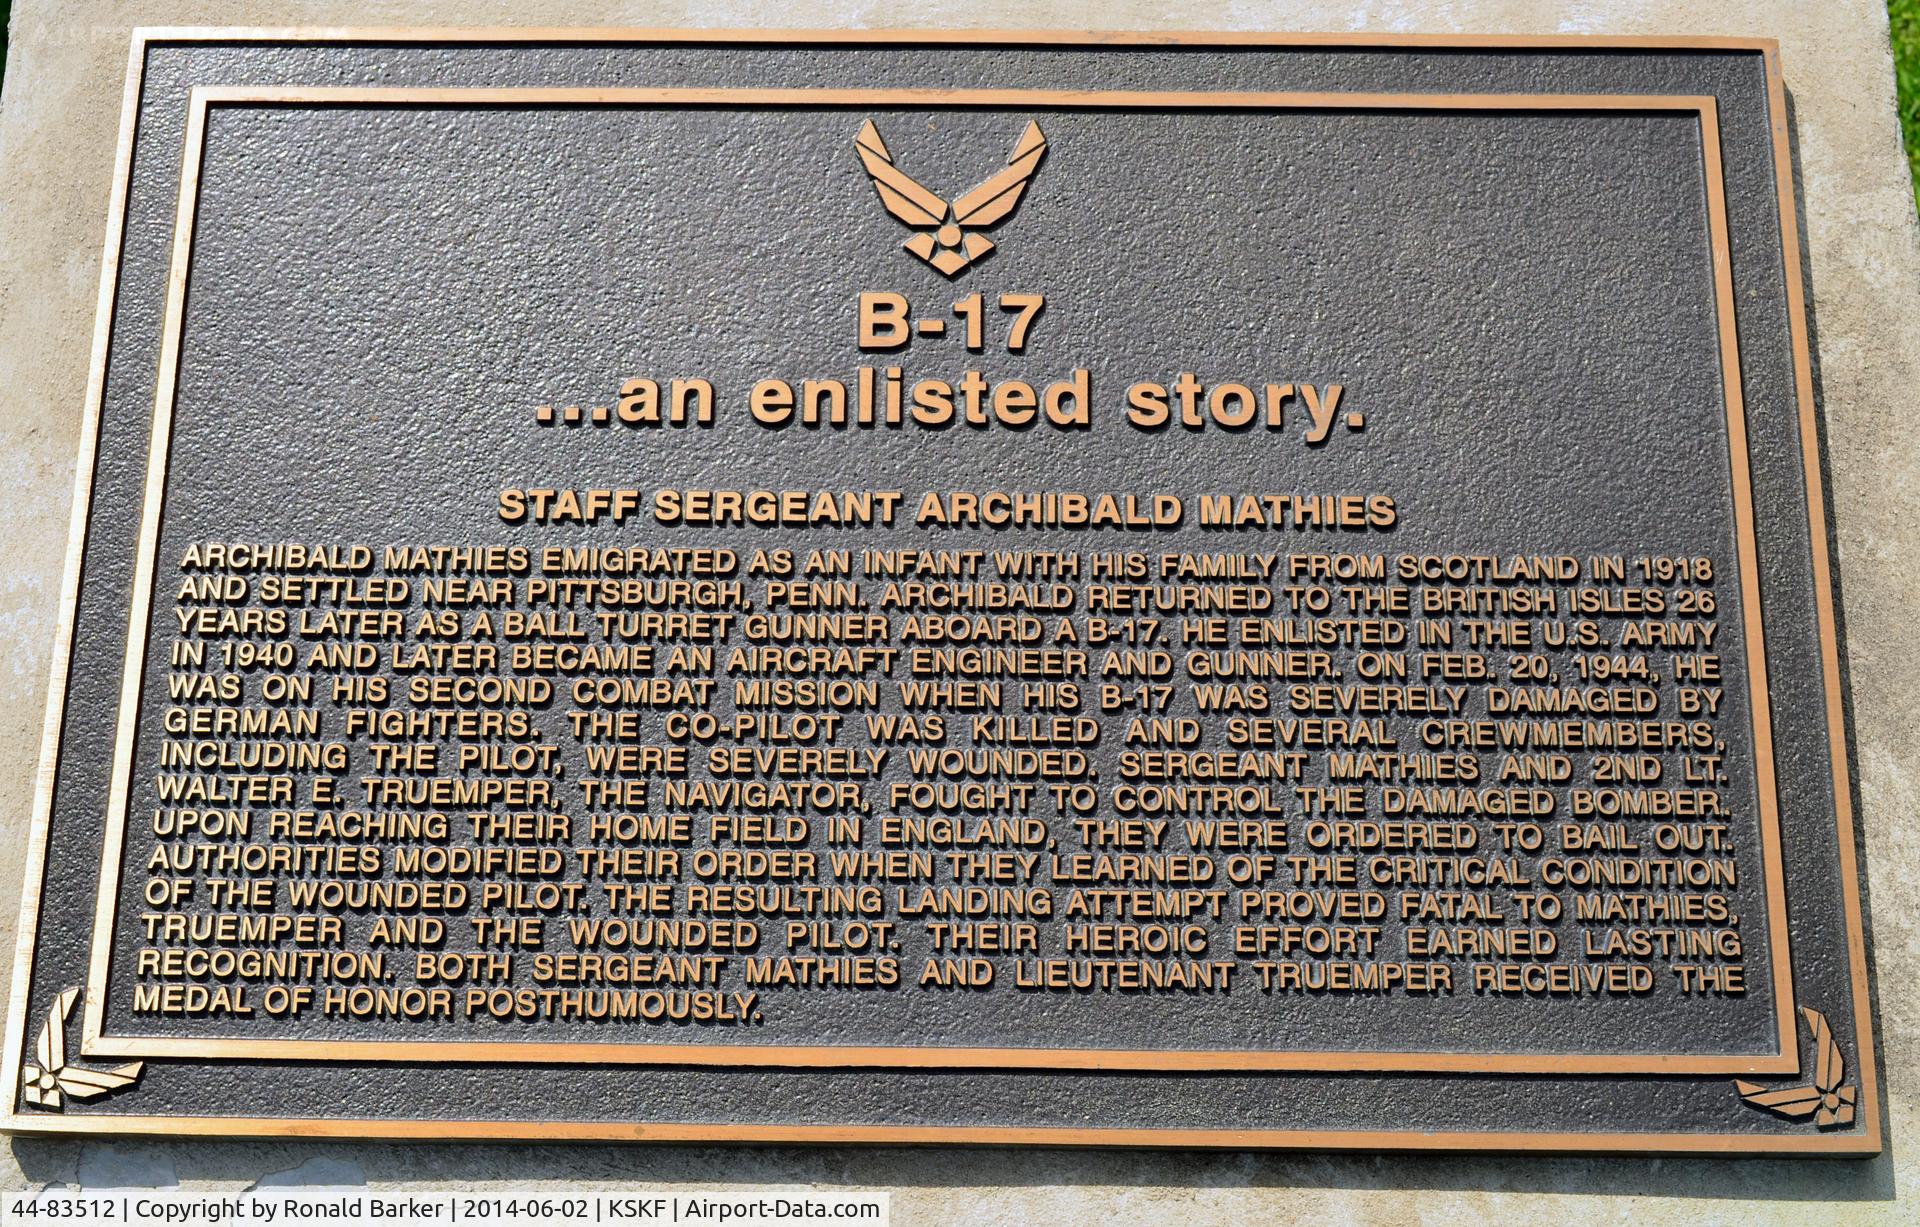 B-17
...an enlisted story.
STAFF SERGEANT ARCHIBALD MATHIES
ARCHIBALD MATHIES EMIGRATED AS AN INFANT WITH HIS FAMILY FROM SCOTLAND IN 1918
AND SETTLED NEAR PITTSBURGH, PENN. ARCHIBALD RETURNED TO THE BRITISH ISLES 26
YEARS LATER AS A BALL TURRET GUNNER ABOARD A B-17. HE ENLISTED IN THE U.S. ARMY
IN 1940 AND LATER BECAME AN AIRCRAFT ENGINEER AND GUNNER. ON FEB. 20, 1944, HE
WAS ON HIS SECOND COMBAT MISSION WHEN HIS B-17 WAS SEVERELY DAMAGED BY
GERMAN FIGHTERS. THE CO-PILOT WAS KILLED AND SEVERAL CREWMEMBERS,
INCLUDING THE PILOT, WERE SEVERELY WOUNDED. SERGEANT MATHIES AND 2ND LT.
WALTER E. TRUEMPER, THE NAVIGATOR, FOUGHT TO CONTROL THE DAMAGED BOMBER.
UPON REACHING THEIR HOME FIELD IN ENGLAND, THEY WERE ORDERED TO BAIL OUT.
AUTHORITIES MODIFIED THEIR ORDER WHEN THEY LEARNED OF THE CRITICAL CONDITION
OF THE WOUNDED PILOT. THE RESULTING LANDING ATTEMPT PROVED FATAL TO MATHIES,
TRUEMPER AND THE WOUNDED PILOT. THEIR HEROIC EFFORT EARNED LASTING
RECOGNITION. BOTH SERGEANT MATHIES AND LIEUTENANT TRUEMPER RECEIVED THE
MEDAL OF HONOR POSTHUMOUSLY.
44-83512 | Copyright by Ronald Barker | 2014-06-02 | KSKF | Airport-Data.com